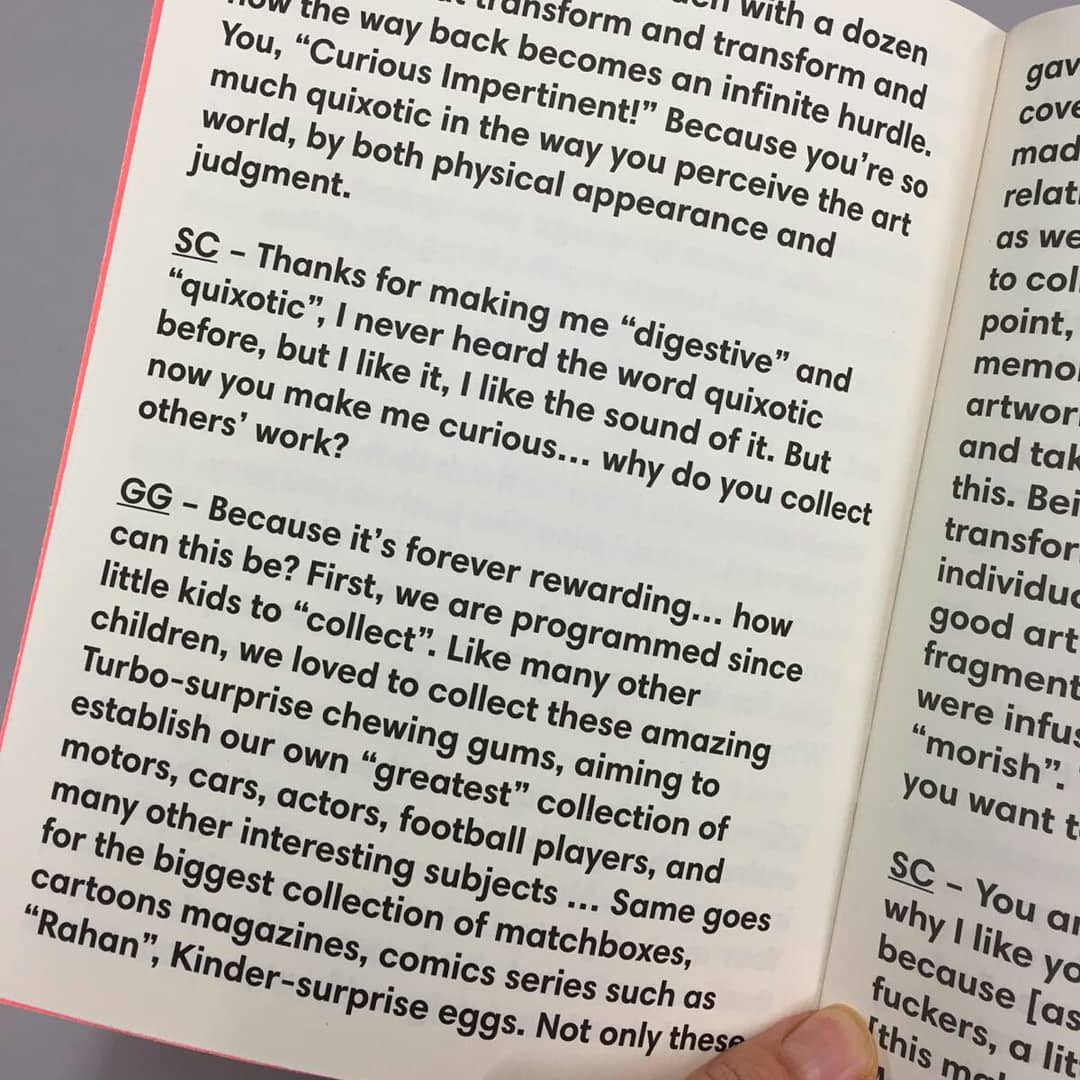 with a dozen
transform and transform and
how the way back becomes an infinite hurdle.
You, “Curious Impertinent!” Because you’re so
much quixotic in the way you perceive the art
world, by both physical appearance and
judgment.
SC – Thanks for making me “digestive” and
“quixotic”, I never heard the word quixotic
before, but I like it, I like the sound of it. But
now you make me curious... why do you collect
others’ work?
GG – Because it’s forever rewarding... how
can this be? First, we are programmed since
little kids to “collect”. Like many other
children, we loved to collect these amazing
Turbo-surprise chewing gums, aiming to
establish our own “greatest” collection of
motors, cars, actors, football players, and
many other interesting subjects ... Same goes
for the biggest collection of matchboxes,
cartoons magazines, comics series such as
“Rahan”, Kinder-surprise eggs. Not only these
gav
cove
mad
relati
as we
to coll
point,
memo
artwor
and tak
this. Bei
transfor
individua
good art
fragment
were infus
“morish”.
you want t
SC – You ar
why I like yo
because [as
fuckers, a lit
[this ma